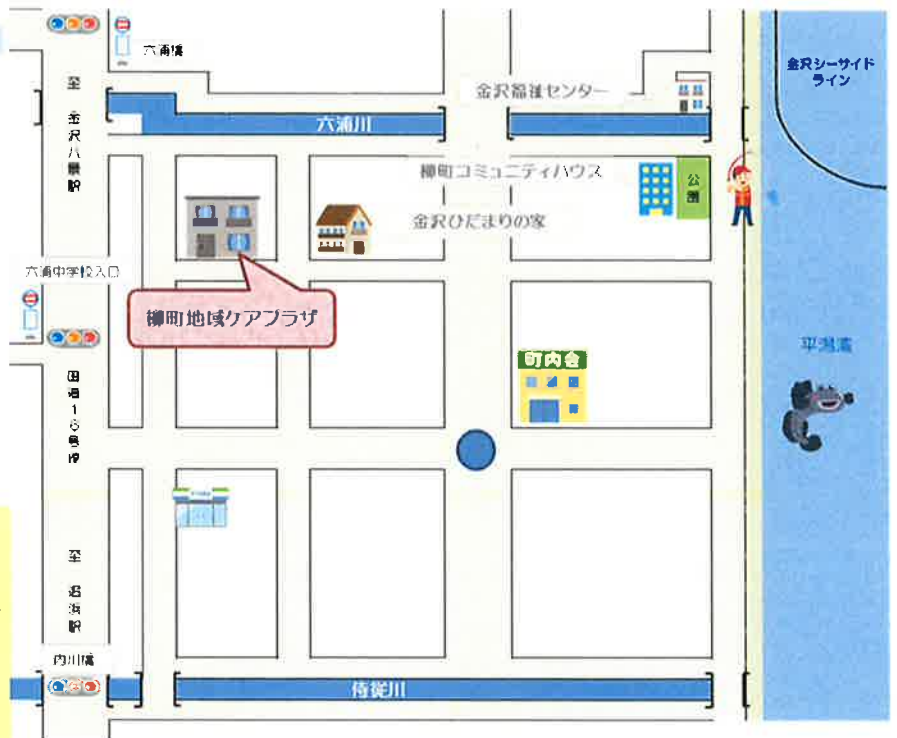 六浦橋
金沢シーサイド
ライン
至 金沢八景駅
金沢福祉センター
六浦川
柳町コミュニティハウス
公園
金沢ひだまりの家
六浦中学校入口
柳町地域ケアプラザ
平潟湾
町内会
国道16号線
至 追浜駅
内川橋
侍従川